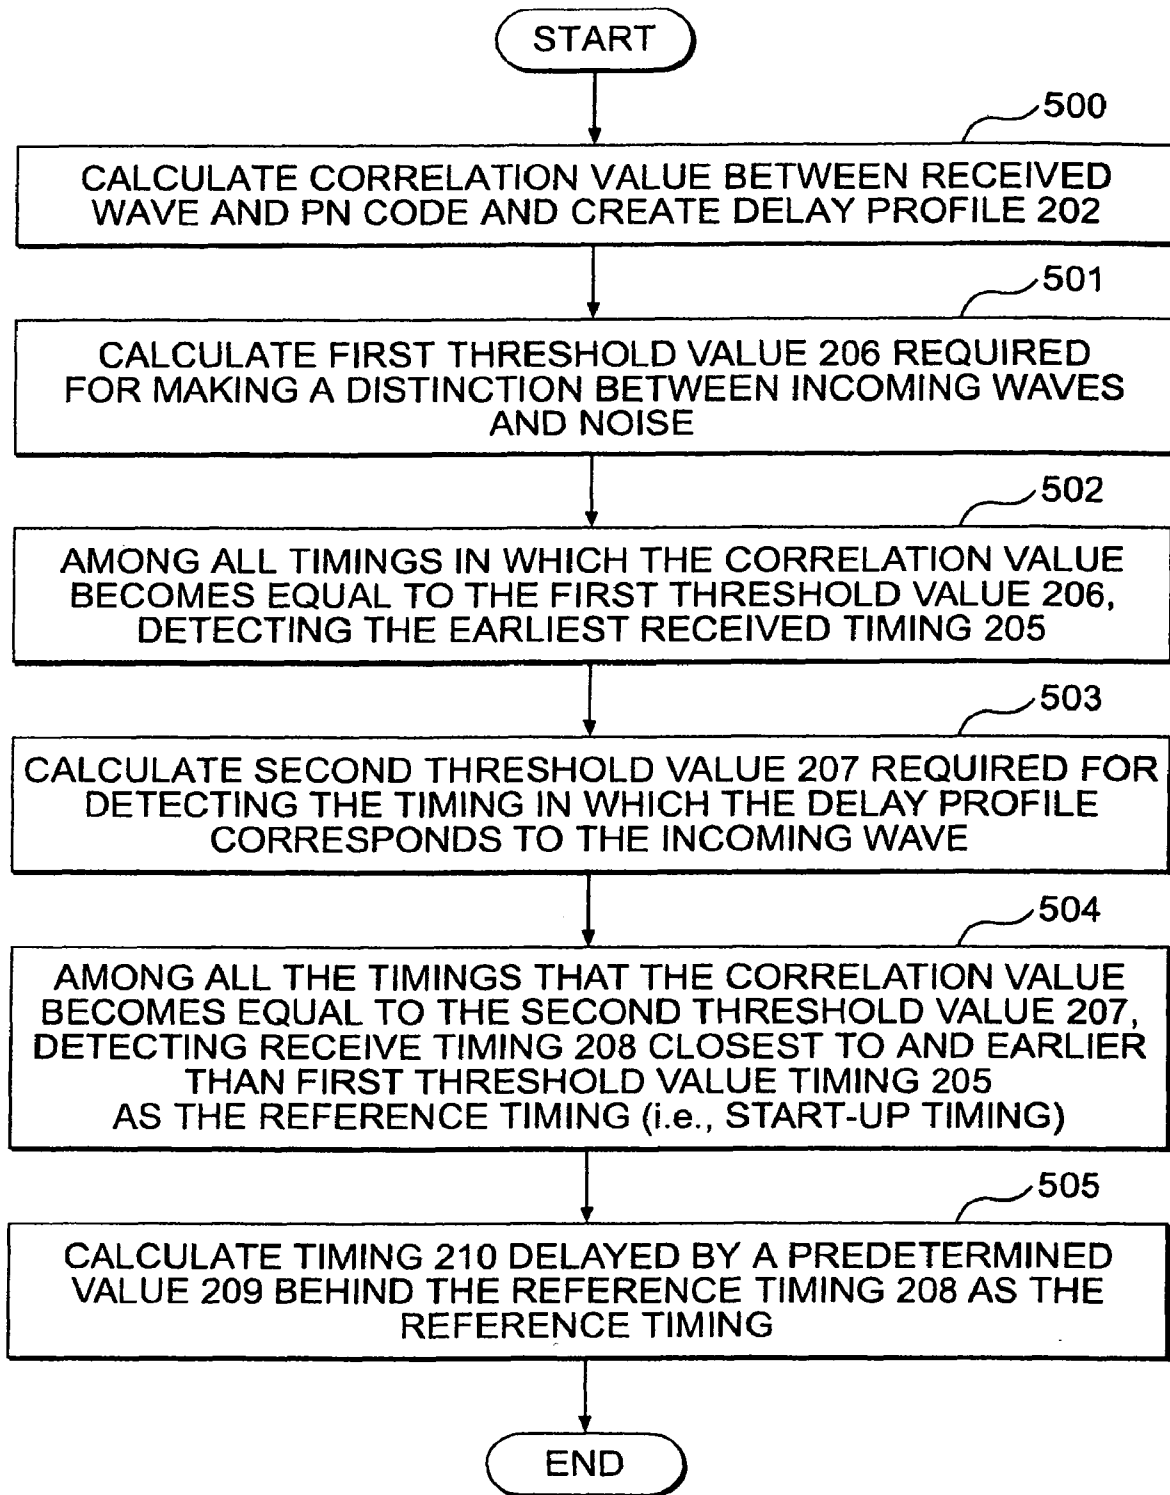 START
500
CALCULATE CORRELATION VALUE BETWEEN RECEIVED
WAVE AND PN CODE AND CREATE DELAY PROFILE 202
501
CALCULATE FIRST THRESHOLD VALUE 206 REQUIRED
FOR MAKING A DISTINCTION BETWEEN INCOMING WAVES
AND NOISE
502
AMONG ALL TIMINGS IN WHICH THE CORRELATION VALUE
BECOMES EQUAL TO THE FIRST THRESHOLD VALUE 206,
DETECTING THE EARLIEST RECEIVED TIMING 205
503
CALCULATE SECOND THRESHOLD VALUE 207 REQUIRED FOR
DETECTING THE TIMING IN WHICH THE DELAY PROFILE
CORRESPONDS TO THE INCOMING WAVE
504
AMONG ALL THE TIMINGS THAT THE CORRELATION VALUE
BECOMES EQUAL TO THE SECOND THRESHOLD VALUE 207,
DETECTING RECEIVE TIMING 208 CLOSEST TO AND EARLIER
THAN FIRST THRESHOLD VALUE TIMING 205
AS THE REFERENCE TIMING (i.e., START-UP TIMING)
505
CALCULATE TIMING 210 DELAYED BY A PREDETERMINED
VALUE 209 BEHIND THE REFERENCE TIMING 208 AS THE
REFERENCE TIMING
END